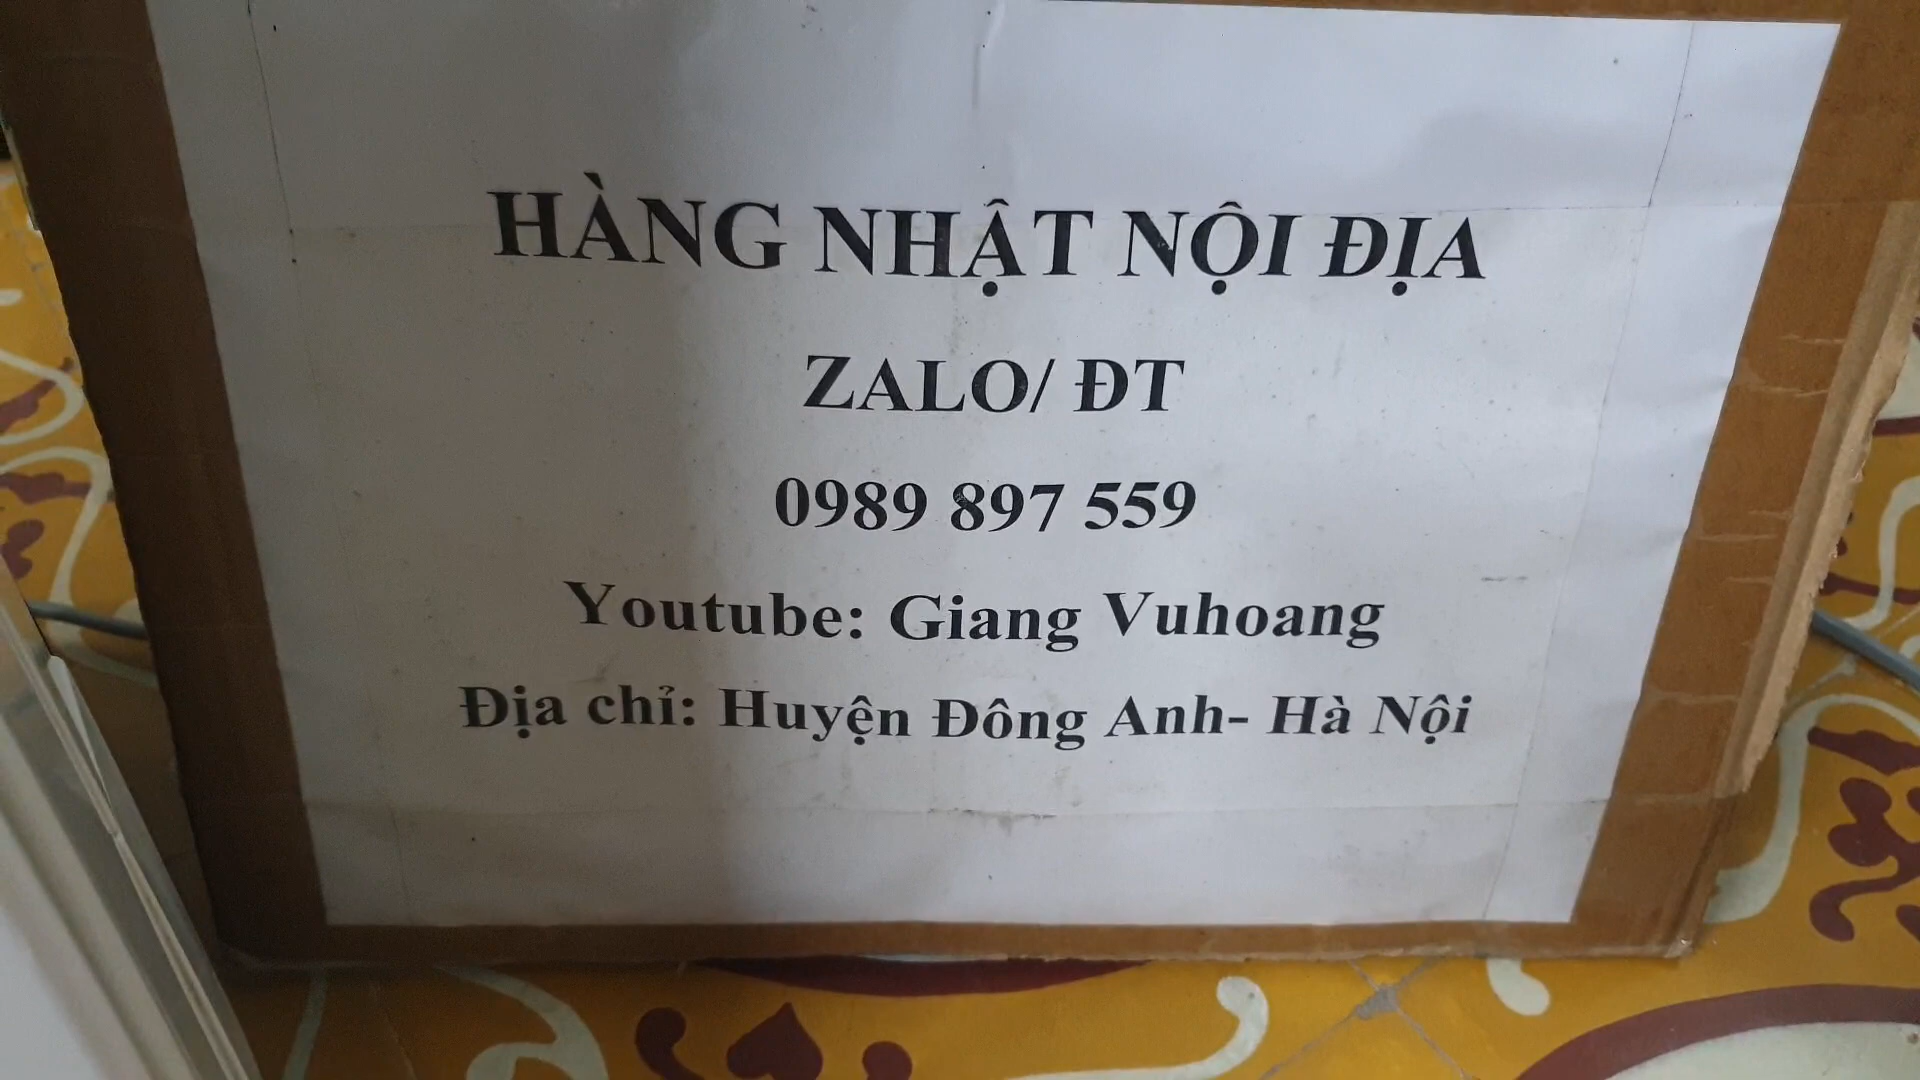 HÀNG NHẬT NỘI ĐỊA
ZALO/ ĐT
0989 897 559
Youtube: Giang Vuhoang
Địa chỉ: Huyện Đông Anh- Hà Nội